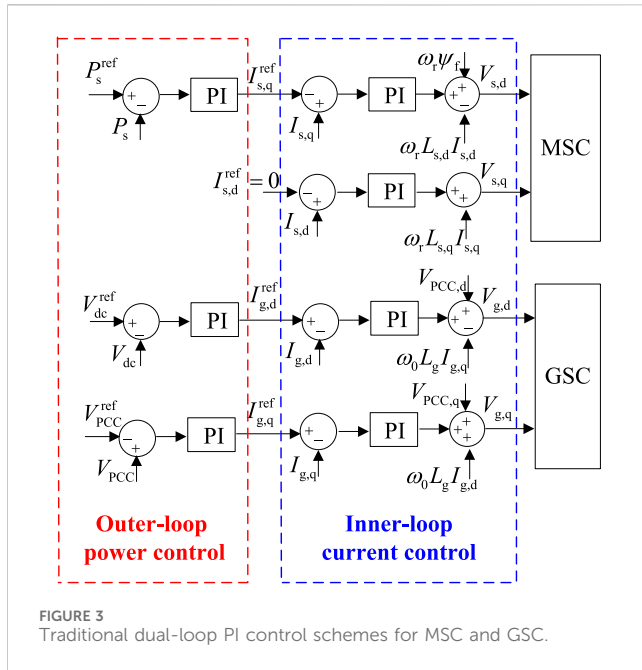 P_s^ref + − PI I_s,q^ref − + PI ω_r ψ_f + + − V_s,d
P_s I_s,q ω_r L_s,d I_s,d
MSC
I_s,d^ref = 0 − + PI + + V_s,q
I_s,d ω_r L_s,q I_s,q
V_dc^ref + − PI I_g,d^ref + − PI V_PCC,d + + − V_g,d
V_dc I_g,d ω_0 L_g I_g,q
GSC
V_PCC^ref − + PI I_g,q^ref + − PI V_PCC,q + + + V_g,q
V_PCC I_g,q ω_0 L_g I_g,d
Outer-loop
power control
Inner-loop
current control
FIGURE 3
Traditional dual-loop PI control schemes for MSC and GSC.